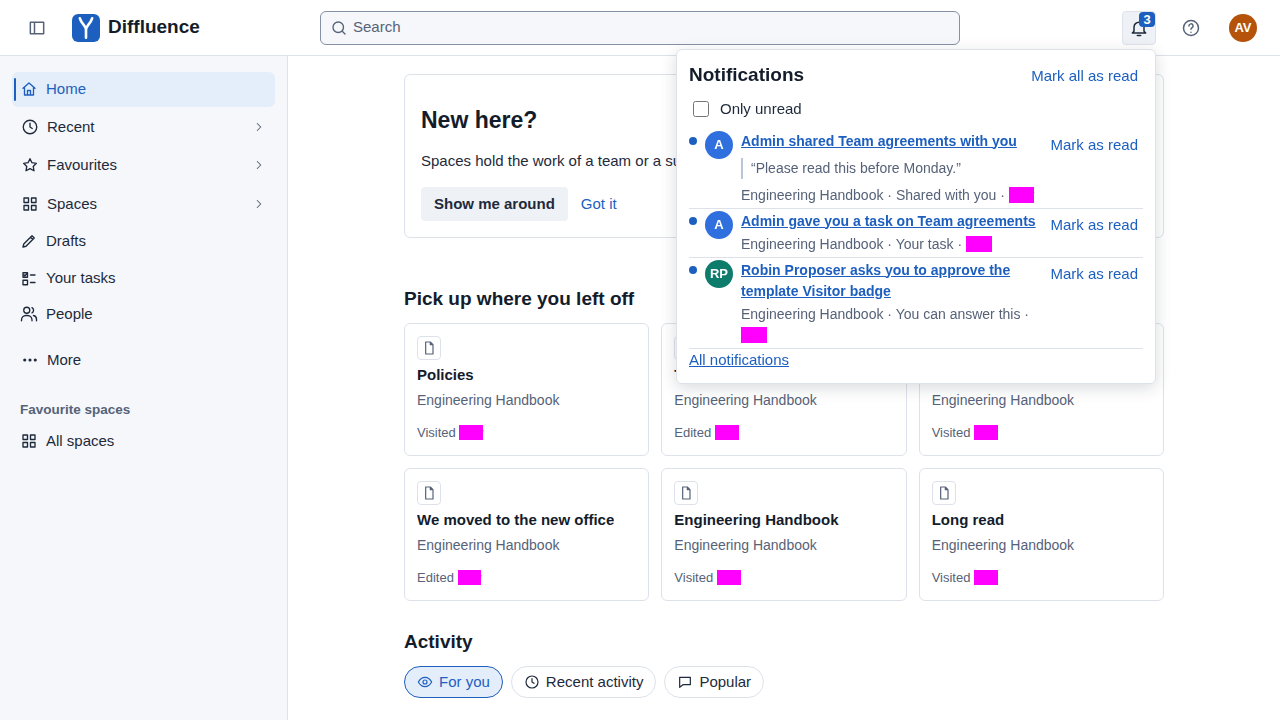 Diffluence
Search
3
AV
Home
Recent
Favourites
Spaces
Drafts
Your tasks
People
More
Favourite spaces
All spaces
New here?
Spaces hold the work of a team or a
Show me around
Got it
Notifications
Mark all as read
Only unread
A
Admin shared Team agreements with you
Mark as read
“Please read this before Monday.”
Engineering Handbook · Shared with you ·
A
Admin gave you a task on Team agreements
Mark as read
Engineering Handbook · Your task ·
RP
Robin Proposer asks you to approve the
template Visitor badge
Mark as read
Engineering Handbook · You can answer this ·
All notifications
Pick up where you left off
Policies
Engineering Handbook
Visited
Engineering Handbook
Edited
Engineering Handbook
Visited
We moved to the new office
Engineering Handbook
Edited
Engineering Handbook
Engineering Handbook
Visited
Long read
Engineering Handbook
Visited
Activity
For you
Recent activity
Popular